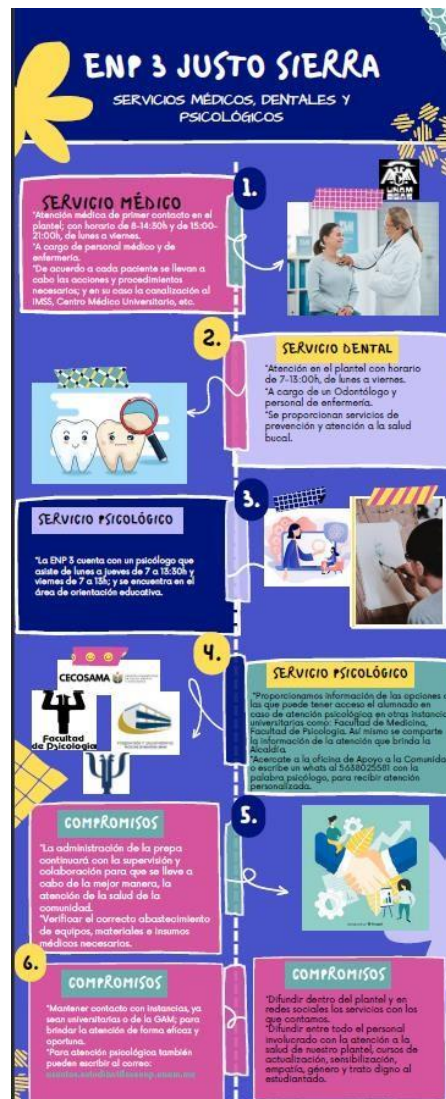 ENP 3 JUSTO SIERRA
SERVICIOS MÉDICOS, DENTALES Y
PSICOLÓGICOS
1.
UNAM
SERVICIO MÉDICO
*Atención médica de primer contacto en el
plantel; con horario de 8-14:30h y de 15:00-
21:00h, de lunes a viernes.
*A cargo de personal médico y de
enfermería.
*De acuerdo a cada paciente se llevan a
cabo las acciones y procedimientos
necesarios; y en su caso la canalización al
IMSS, Centro Médico Universitario, etc.
2.
SERVICIO DENTAL
*Atención en el plantel con horario
de 7-13:00h, de lunes a viernes.
*A cargo de un Odontólogo y
personal de enfermería.
*Se proporcionan servicios de
prevención y atención a la salud
bucal.
3.
SERVICIO PSICOLÓGICO
*La ENP 3 cuenta con un psicólogo que
asiste de lunes a jueves de 7 a 13:30h y
viernes de 7 a 13h; y se encuentra en el
área de orientación educativa.
4.
CECOSAMA
Facultad
de Psicología
SERVICIO PSICOLÓGICO
*Proporcionamos información de las opciones a
las que puede tener acceso el alumnado en
caso de atención psicológica en otras instancia
universitarias como: Facultad de Medicina,
Facultad de Psicología. Así mismo se comparte
la información de la atención que brinda la
Alcaldía.
*Acercate a la oficina de Apoyo a la Comunida
o escribe un whats al 5638025581 con la
palabra psicólogo, para recibir atención
personalizada.
5.
COMPROMISOS
*La administración de la prepa
continuará con la supervisión y
colaboración para que se lleve a
cabo de la mejor manera, la
atención de la salud de la
comunidad.
*Verificar el correcto abastecimiento
de equipos, materiales e insumos
médicos necesarios.
6.
COMPROMISOS
*Mantener contacto con instancias, ya
sean universitarias o de la GAM; para
brindar la atención de forma eficaz y
oportuna.
*Para atención psicológica también
pueden escribir al correo:
COMPROMISOS
*Difundir dentro del plantel y en
redes sociales los servicios con los
que contamos.
*Difundir entre todo el personal
involucrado con la atención a la
salud de nuestro plantel, cursos de
actualización, sensibilización,
empatía, género y trato digno al
estudiantado.